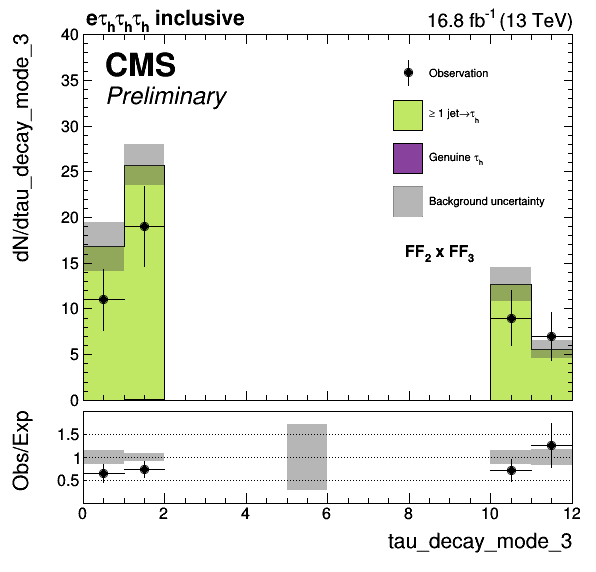 eτhτhτh inclusive
16.8 fb-1 (13 TeV)
dN/dtau_decay_mode_3
40
35
30
25
20
15
10
5
0
CMS
Preliminary
Observation
≥ 1 jet→τh
Genuine τh
Background uncertainty
FF2 x FF3
Obs/Exp
1.5
1
0.5
0 2 4 6 8 10 12
tau_decay_mode_3